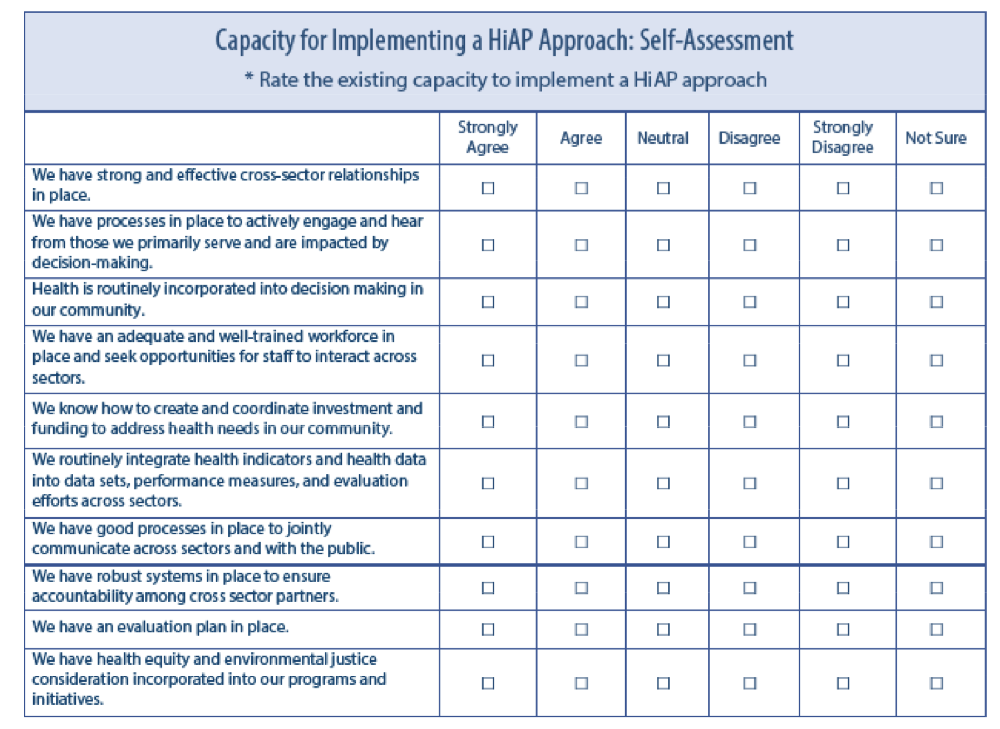 Capacity for Implementing a HiAP Approach: Self-Assessment
* Rate the existing capacity to implement a HiAP approach
Strongly
Agree
Agree
Neutral
Disagree
Strongly
Disagree
Not Sure
We have strong and effective cross-sector relationships
in place.
We have processes in place to actively engage and hear
from those we primarily serve and are impacted by
decision-making.
Health is routinely incorporated into decision making in
our community.
We have an adequate and well-trained workforce in
place and seek opportunities for staff to interact across
sectors.
We know how to create and coordinate investment and
funding to address health needs in our community.
We routinely integrate health indicators and health data
into data sets, performance measures, and evaluation
efforts across sectors.
We have good processes in place to jointly
communicate across sectors and with the public.
We have robust systems in place to ensure
accountability among cross sector partners.
We have an evaluation plan in place.
We have health equity and environmental justice
consideration incorporated into our programs and
initiatives.